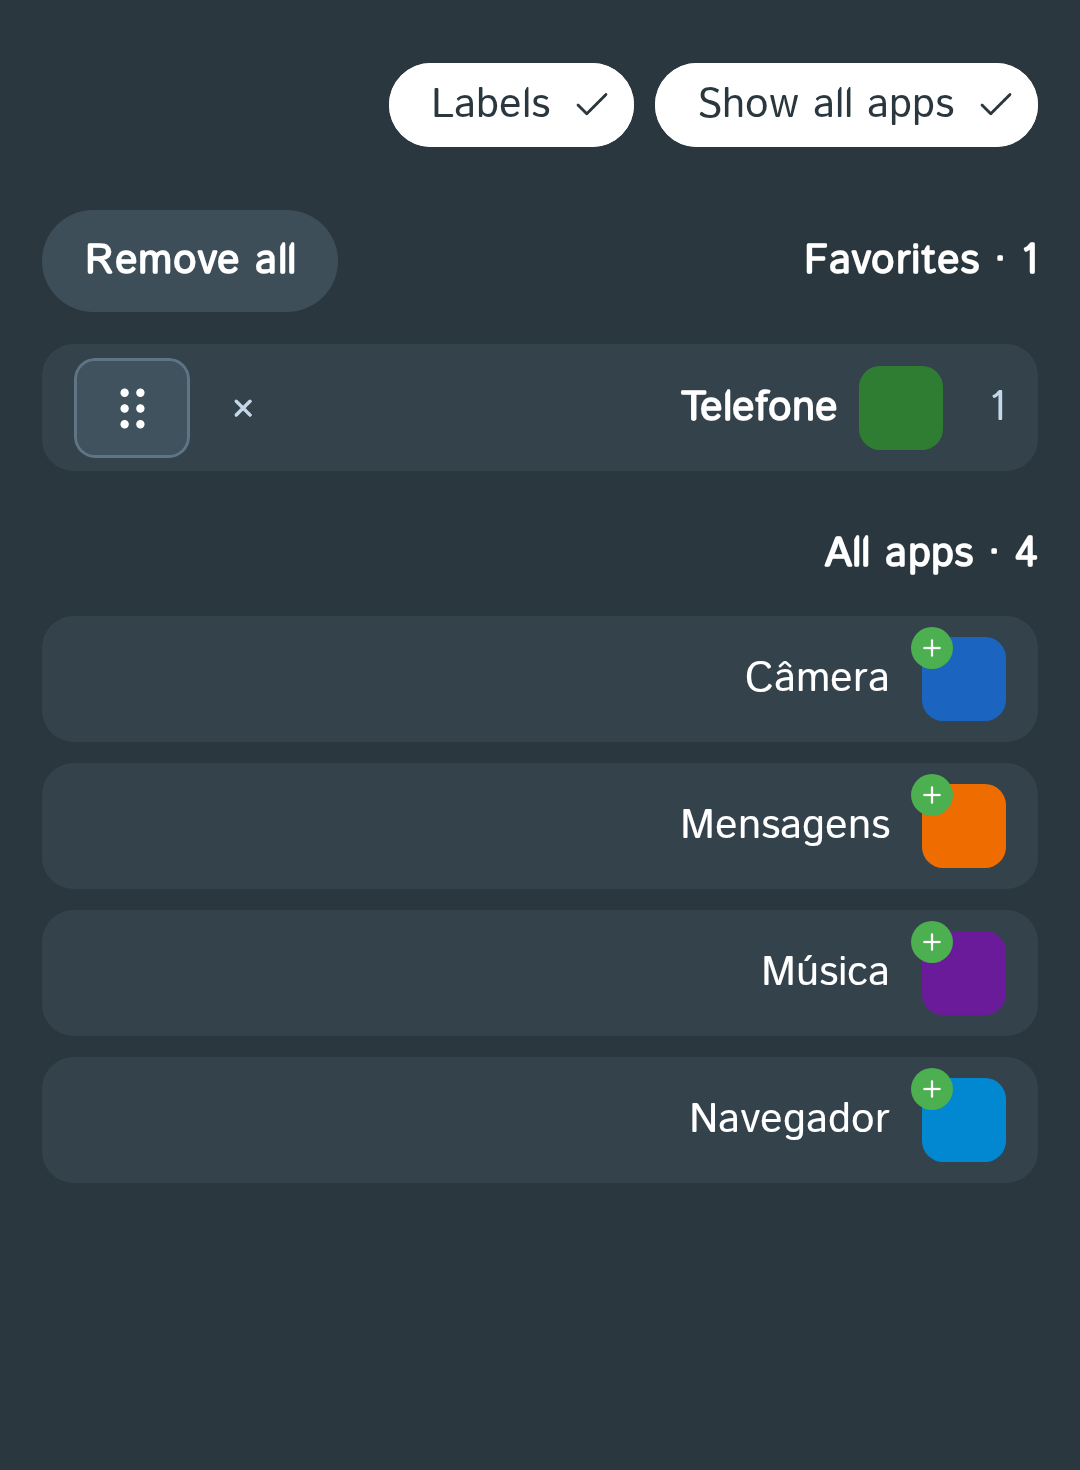 Labels
Show all apps
Remove all
Favorites · 1
Telefone
1
All apps · 4
Câmera
Mensagens
Música
Navegador